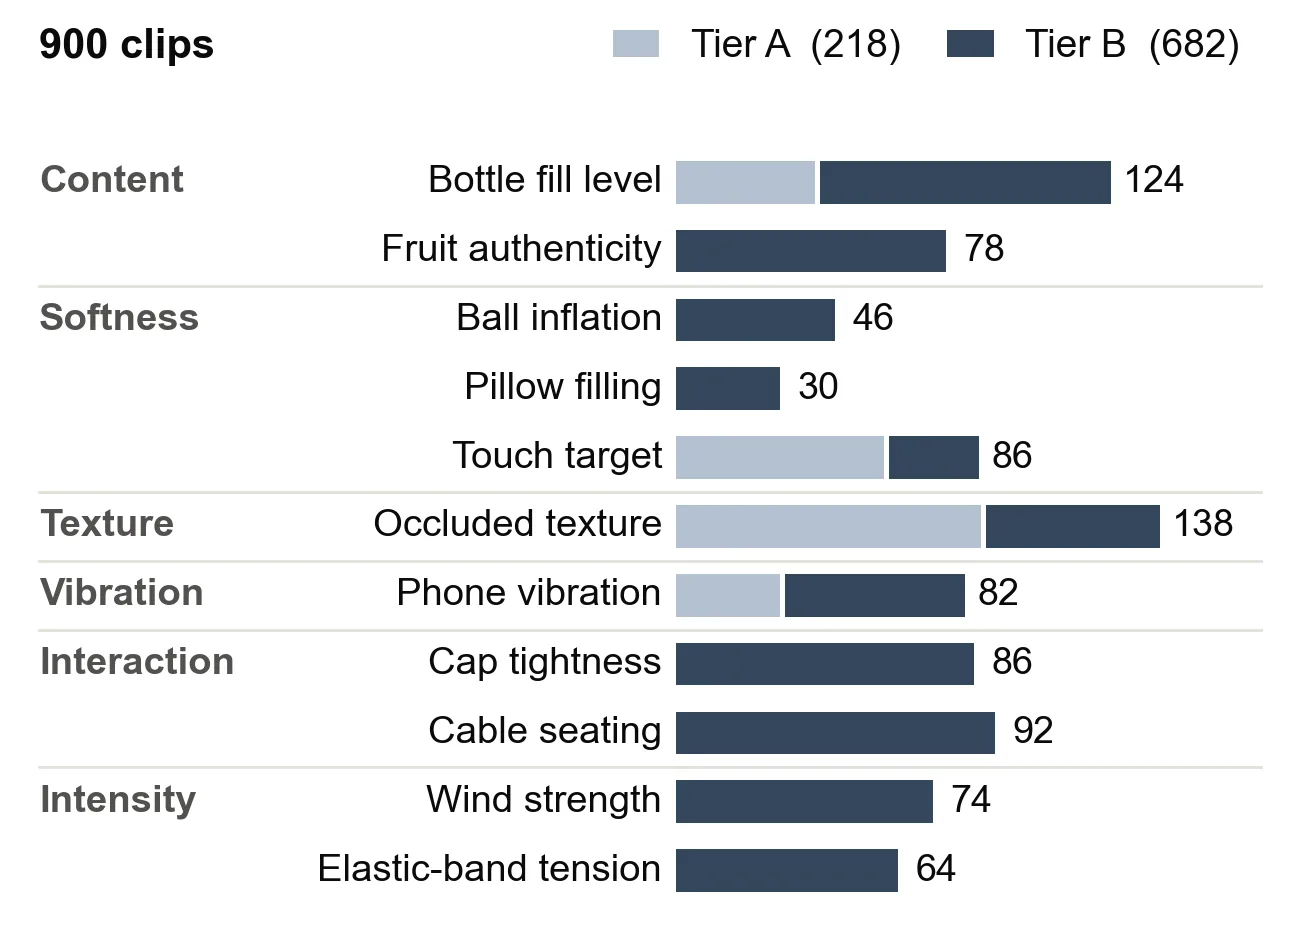 900 clips Tier A (218) Tier B (682)
Content Bottle fill level 124
Fruit authenticity 78
Softness Ball inflation 46
Pillow filling 30
Touch target 86
Texture Occluded texture 138
Vibration Phone vibration 82
Interaction Cap tightness 86
Cable seating 92
Intensity Wind strength 74
Elastic-band tension 64